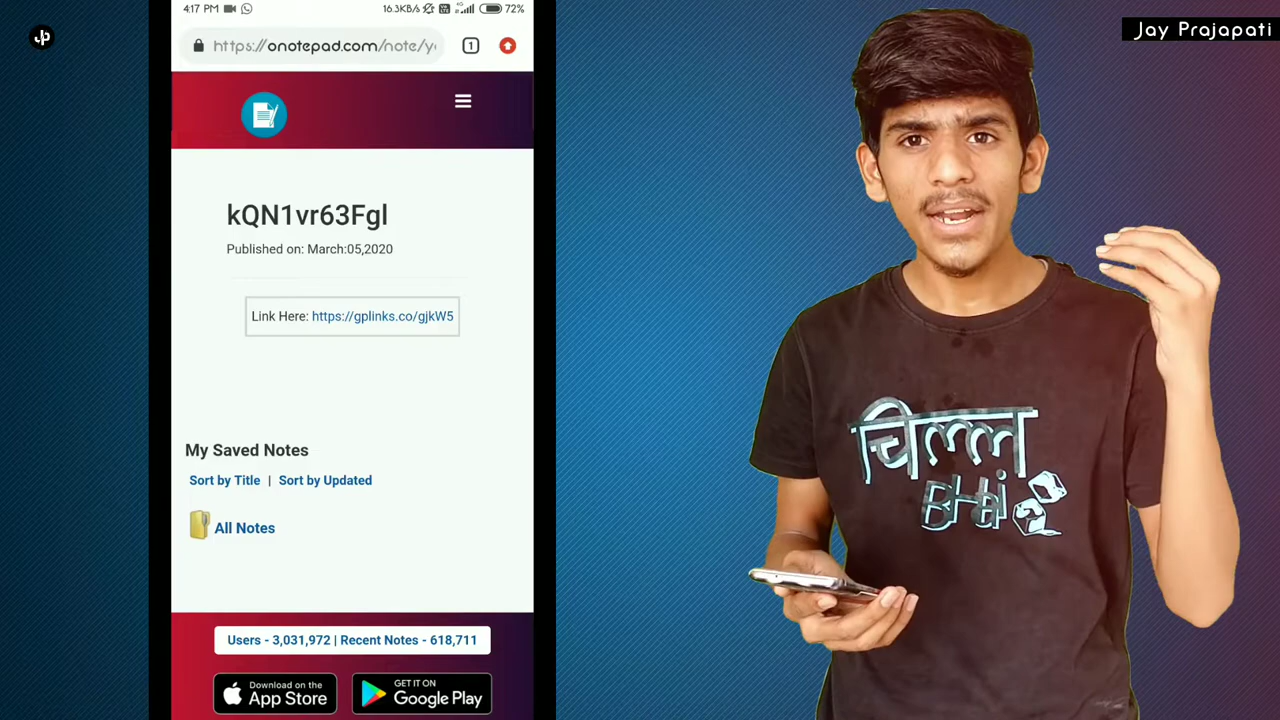 JP
Jay Prajapati
4:17 PM
16.3KB/s 4G 72%
https://onotepad.com/note/y
1
kQN1vr63Fgl
Published on: March:05,2020
Link Here: https://gplinks.co/gjkW5
My Saved Notes
Sort by Title | Sort by Updated
All Notes
Users - 3,031,972 | Recent Notes - 618,711
Download on the
App Store
GET IT ON
Google Play
चिल्ल
BHai